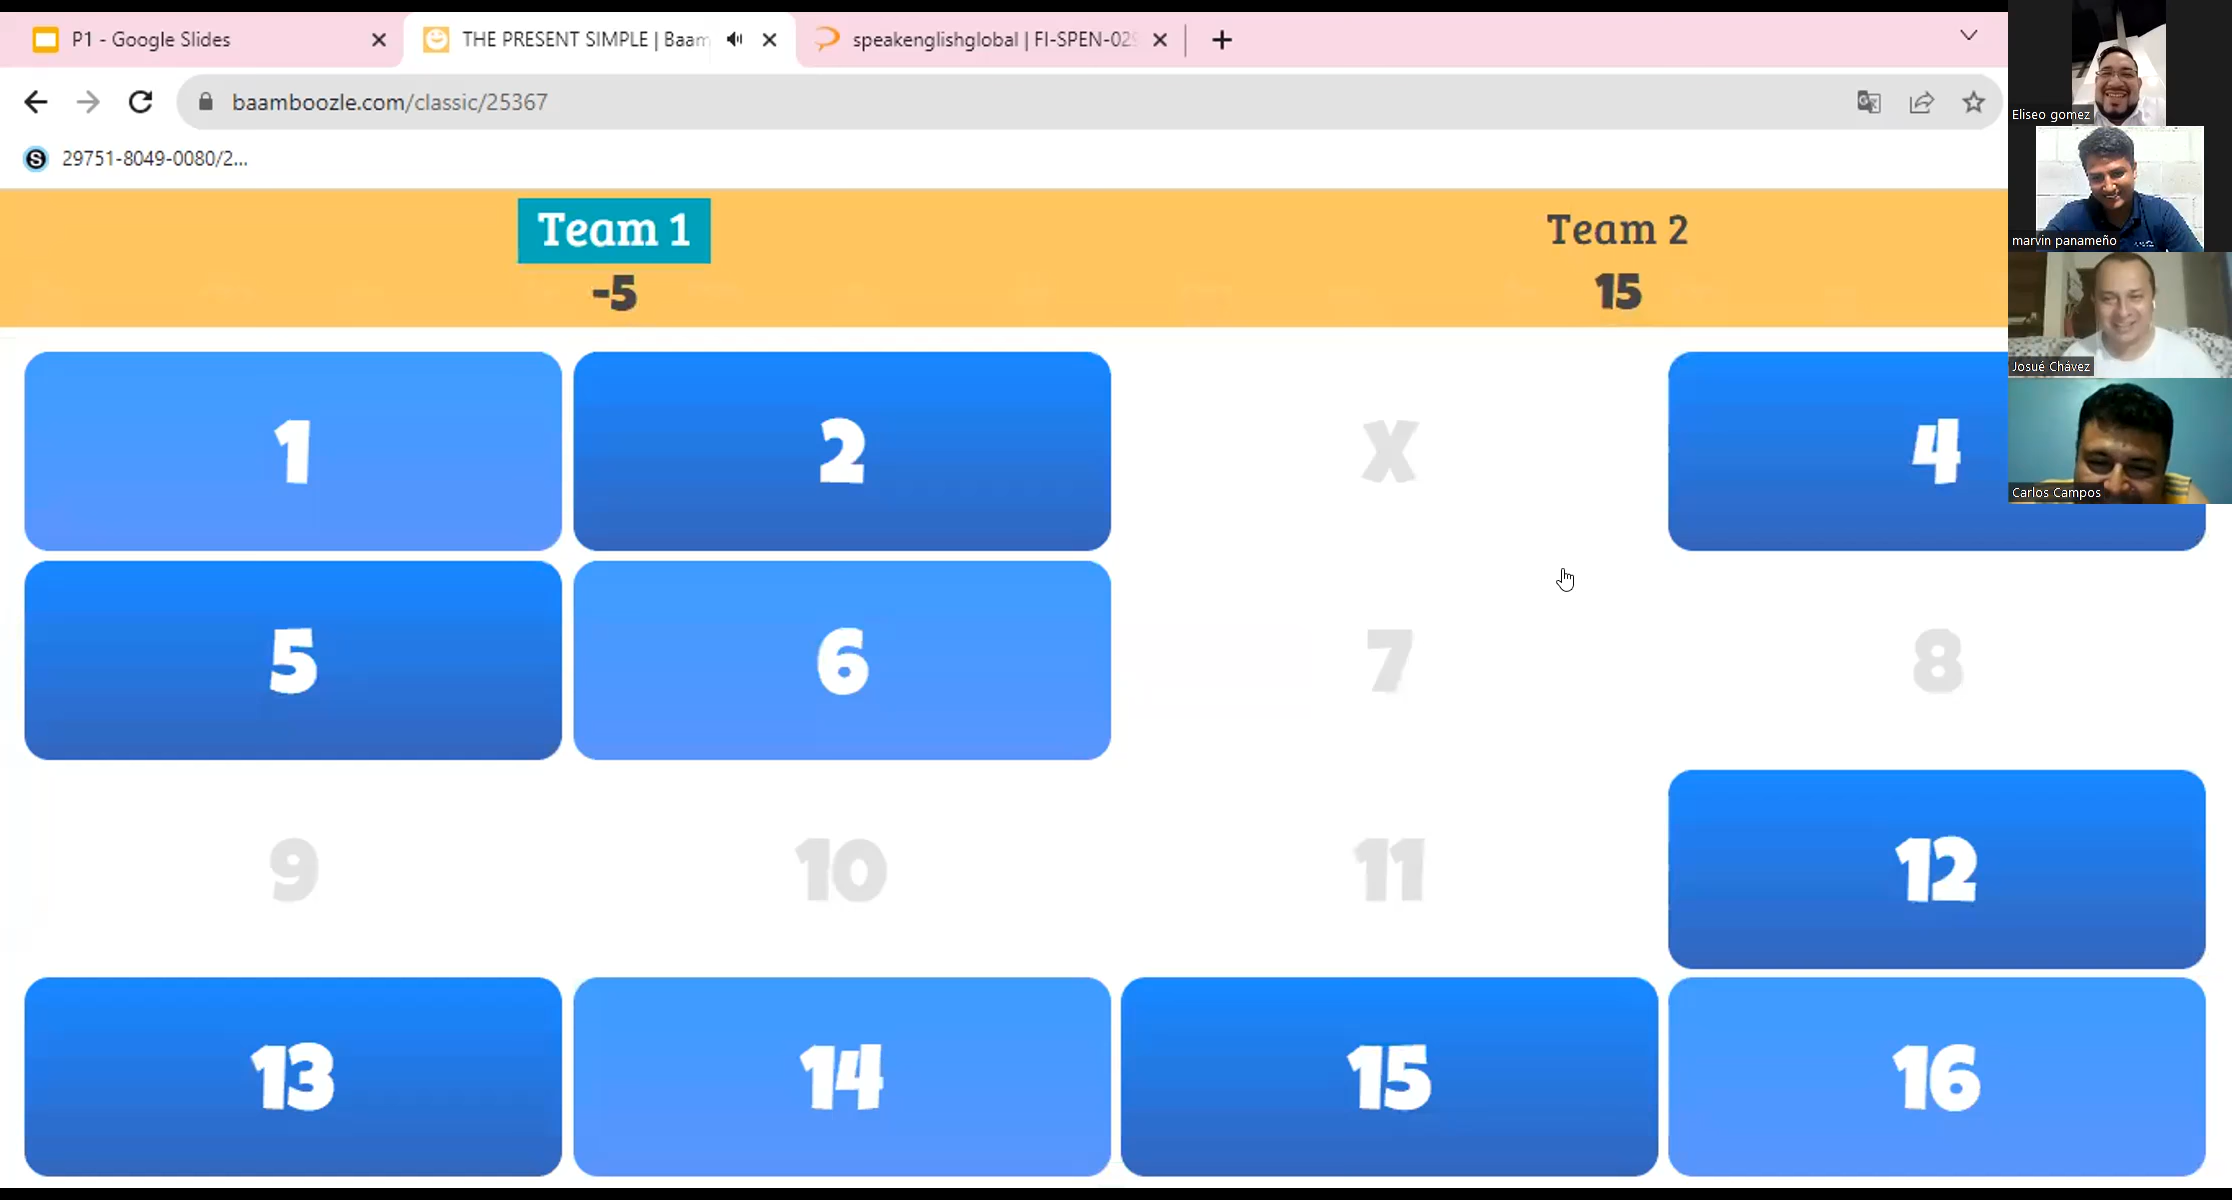 P1 - Google Slides
THE PRESENT SIMPLE | Baam
speakenglishglobal | FI-SPEN-029
baamboozle.com/classic/25367
29751-8049-0080/2...
Team 1
-5
Team 2
15
Eliseo gomez
marvin panameño
Josué Chávez
Carlos Campos
1
2
X
4
5
6
7
8
9
10
11
12
13
14
15
16